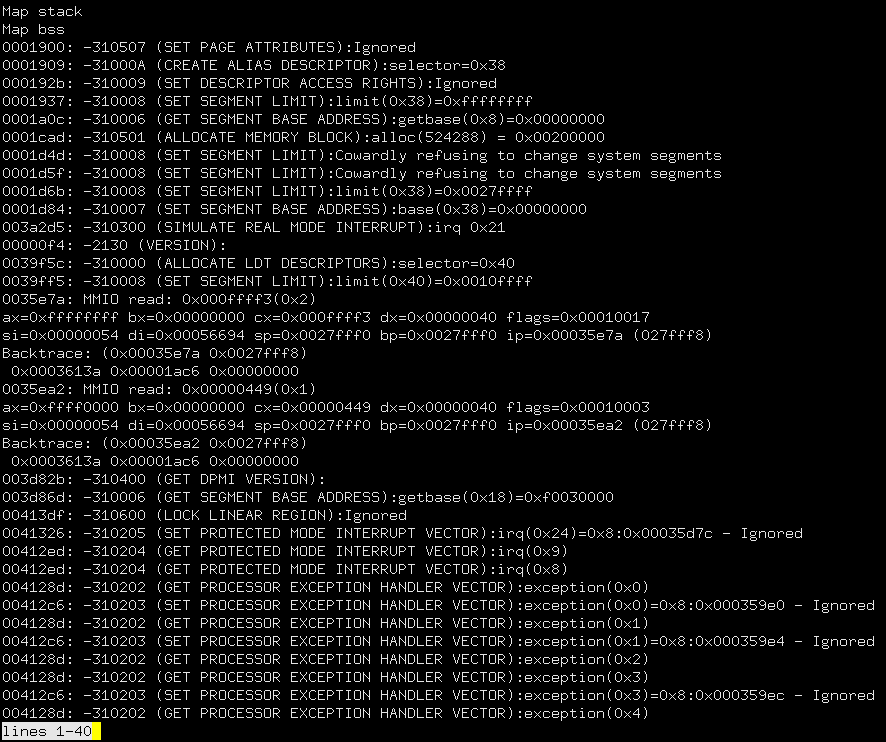 Map stack
Map bss
0001900: -310507 (SET PAGE ATTRIBUTES):Ignored
0001909: -31000A (CREATE ALIAS DESCRIPTOR):selector=0x38
000192b: -310009 (SET DESCRIPTOR ACCESS RIGHTS):Ignored
0001937: -310008 (SET SEGMENT LIMIT):limit(0x38)=0xffffffff
0001a0c: -310006 (GET SEGMENT BASE ADDRESS):getbase(0x8)=0x00000000
0001cad: -310501 (ALLOCATE MEMORY BLOCK):alloc(524288) = 0x00200000
0001d4d: -310008 (SET SEGMENT LIMIT):Cowardly refusing to change system segments
0001d5f: -310008 (SET SEGMENT LIMIT):Cowardly refusing to change system segments
0001d6b: -310008 (SET SEGMENT LIMIT):limit(0x38)=0x0027ffff
0001d84: -310007 (SET SEGMENT BASE ADDRESS):base(0x38)=0x00000000
003a2d5: -310300 (SIMULATE REAL MODE INTERRUPT):irq 0x21
00000f4: -2130 (VERSION):
0039f5c: -310000 (ALLOCATE LDT DESCRIPTORS):selector=0x40
0039ff5: -310008 (SET SEGMENT LIMIT):limit(0x40)=0x0010ffff
0035e7a: MMIO read: 0x000ffff3(0x2)
ax=0xffffffff bx=0x00000000 cx=0x000ffff3 dx=0x00000040 flags=0x00010017
si=0x00000054 di=0x00056694 sp=0x0027fff0 bp=0x0027fff0 ip=0x00035e7a (027fff8)
Backtrace: (0x00035e7a 0x0027fff8)
 0x0003613a 0x00001ac6 0x00000000
0035ea2: MMIO read: 0x00000449(0x1)
ax=0xffff0000 bx=0x00000000 cx=0x00000449 dx=0x00000040 flags=0x00010003
si=0x00000054 di=0x00056694 sp=0x0027fff0 bp=0x0027fff0 ip=0x00035ea2 (027fff8)
Backtrace: (0x00035ea2 0x0027fff8)
 0x0003613a 0x00001ac6 0x00000000
003d82b: -310400 (GET DPMI VERSION):
003d86d: -310006 (GET SEGMENT BASE ADDRESS):getbase(0x18)=0xf0030000
00413df: -310600 (LOCK LINEAR REGION):Ignored
0041326: -310205 (SET PROTECTED MODE INTERRUPT VECTOR):irq(0x24)=0x8:0x00035d7c - Ignored
00412ed: -310204 (GET PROTECTED MODE INTERRUPT VECTOR):irq(0x9)
00412ed: -310204 (GET PROTECTED MODE INTERRUPT VECTOR):irq(0x8)
004128d: -310202 (GET PROCESSOR EXCEPTION HANDLER VECTOR):exception(0x0)
00412c6: -310203 (SET PROCESSOR EXCEPTION HANDLER VECTOR):exception(0x0)=0x8:0x000359e0 - Ignored
004128d: -310202 (GET PROCESSOR EXCEPTION HANDLER VECTOR):exception(0x1)
00412c6: -310203 (SET PROCESSOR EXCEPTION HANDLER VECTOR):exception(0x1)=0x8:0x000359e4 - Ignored
004128d: -310202 (GET PROCESSOR EXCEPTION HANDLER VECTOR):exception(0x2)
004128d: -310202 (GET PROCESSOR EXCEPTION HANDLER VECTOR):exception(0x3)
00412c6: -310203 (SET PROCESSOR EXCEPTION HANDLER VECTOR):exception(0x3)=0x8:0x000359ec - Ignored
004128d: -310202 (GET PROCESSOR EXCEPTION HANDLER VECTOR):exception(0x4)
lines 1-40